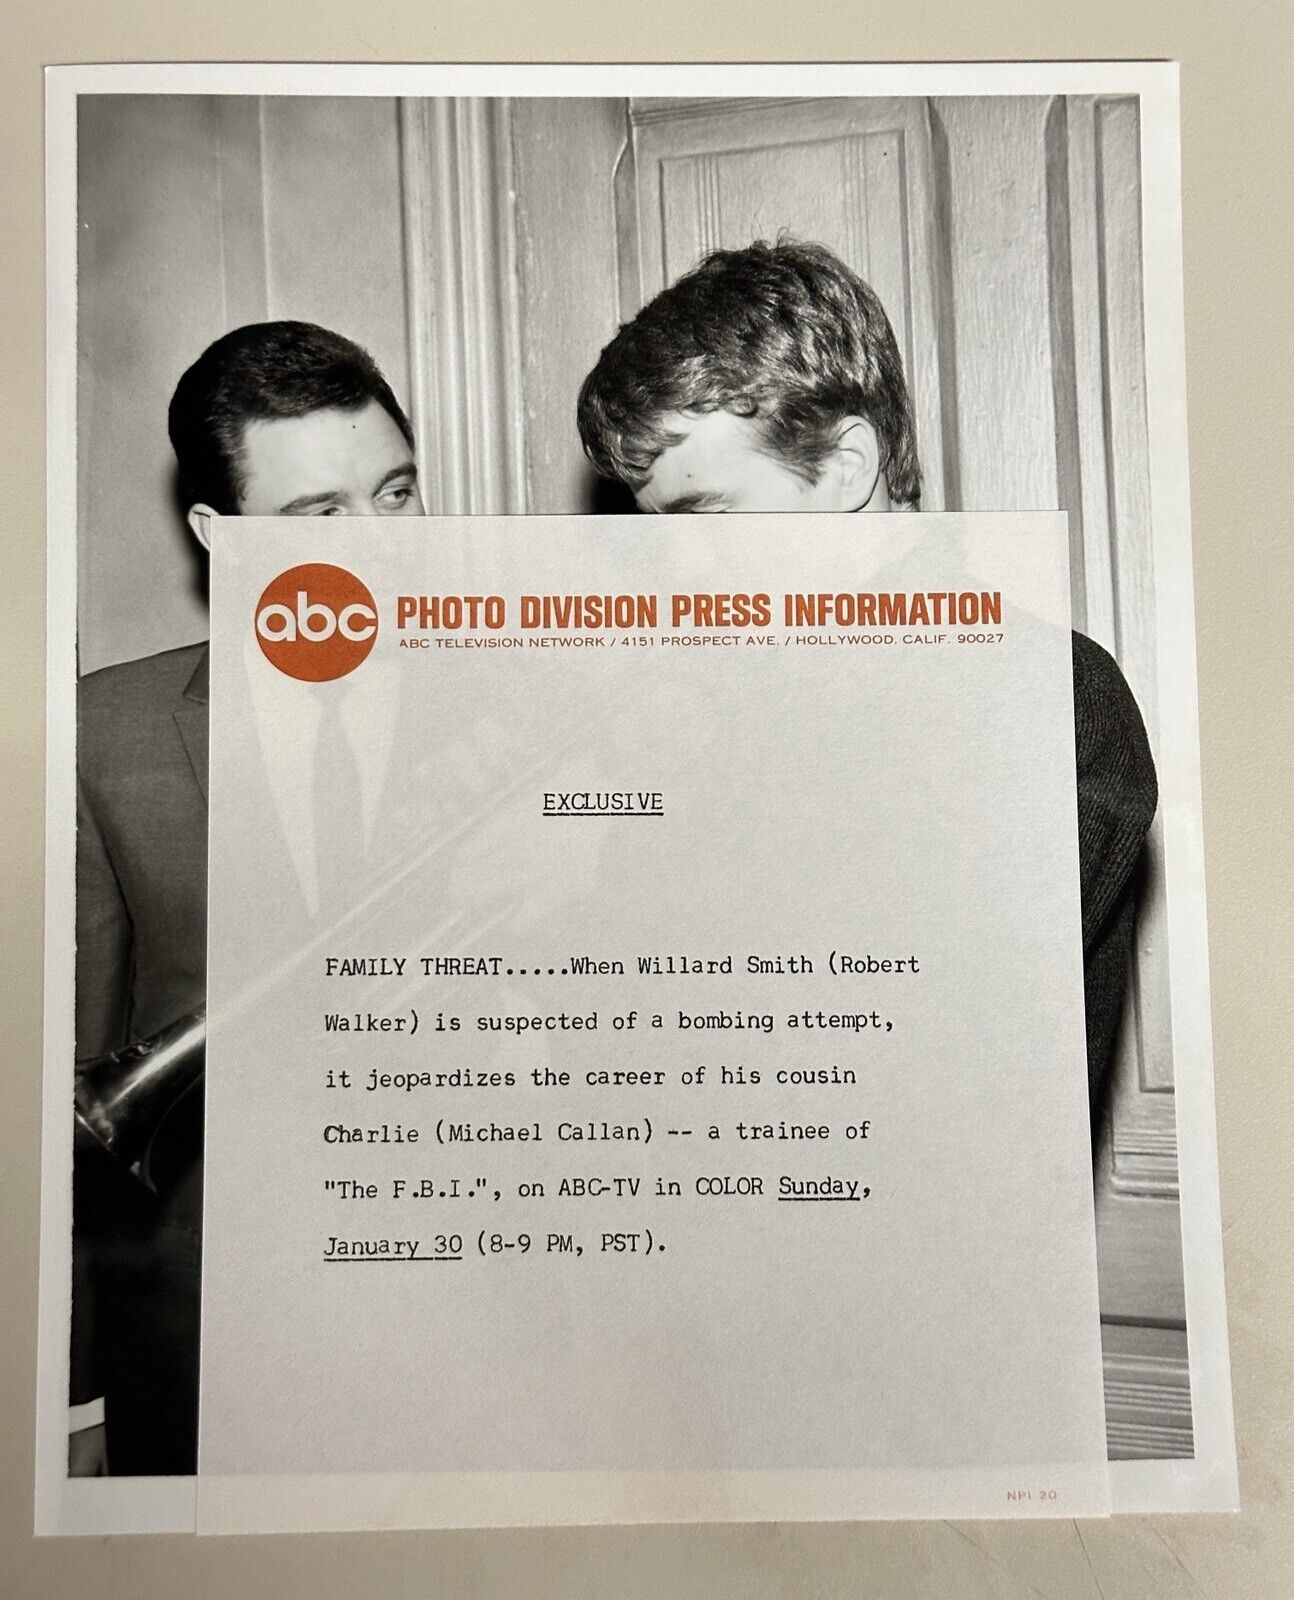 abc
PHOTO DIVISION PRESS INFORMATION
ABC TELEVISION NETWORK / 4151 PROSPECT AVE. / HOLLYWOOD, CALIF. 90027
EXCLUSIVE
FAMILY THREAT.....When Willard Smith (Robert
Walker) is suspected of a bombing attempt,
it jeopardizes the career of his cousin
Charlie (Michael Callan) -- a trainee of
"The F.B.I.", on ABC-TV in COLOR Sunday,
January 30 (8-9 PM, PST).
NPI 20